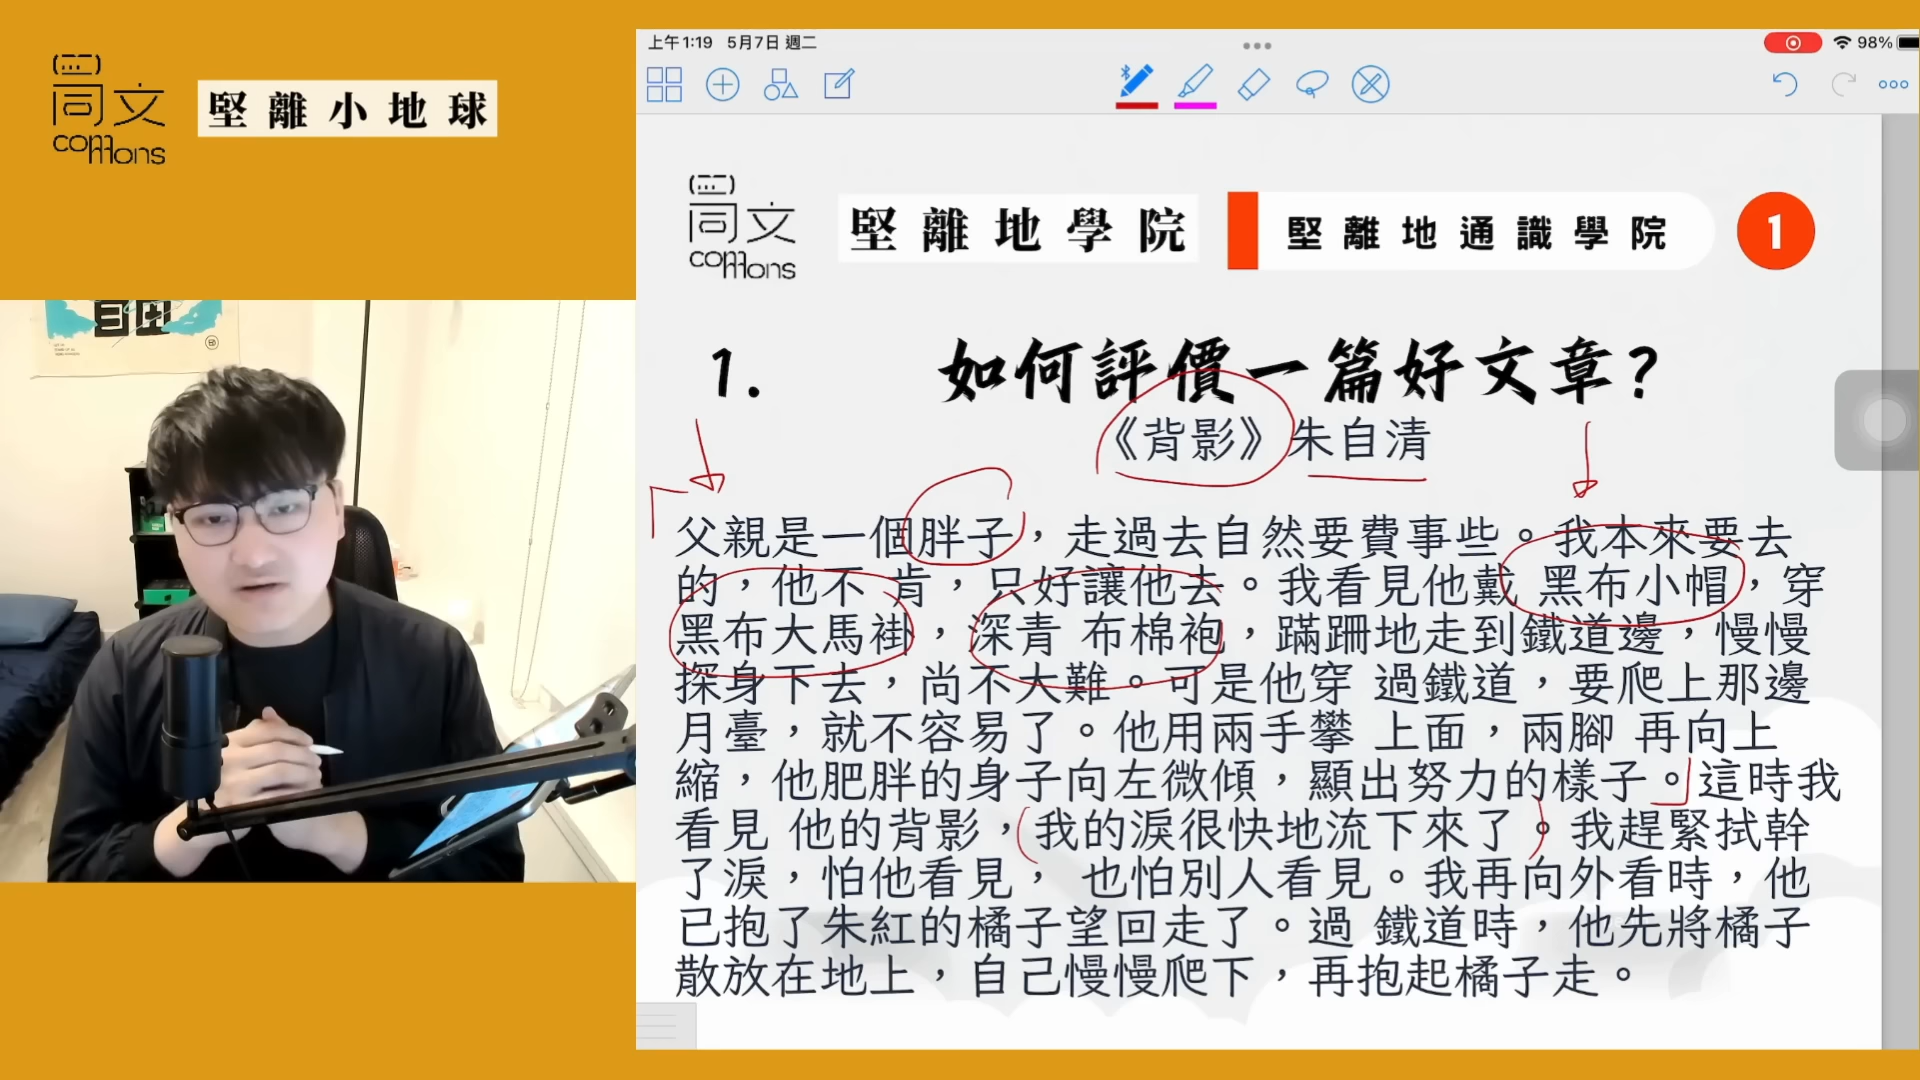 同文
commons
堅離小地球
自由
上午1:19 5月7日 週二
98%
同文
commons
堅離地學院
堅離地通識學院
1
1. 如何評價一篇好文章?
《背影》朱自清
父親是一個胖子，走過去自然要費事些。我本來要去
的，他不 肯，只好讓他去。我看見他戴 黑布小帽，穿
黑布大馬褂，深青 布棉袍，蹣跚地走到鐵道邊，慢慢
探身下去，尚不大難。可是他穿 過鐵道，要爬上那邊
月臺，就不容易了。他用兩手攀 上面，兩腳 再向上
縮，他肥胖的身子向左微傾，顯出努力的樣子。這時我
看見 他的背影，我的淚很快地流下來了。我趕緊拭幹
了淚，怕他看見， 也怕別人看見。我再向外看時，他
已抱了朱紅的橘子望回走了。過 鐵道時，他先將橘子
散放在地上，自己慢慢爬下，再抱起橘子走。